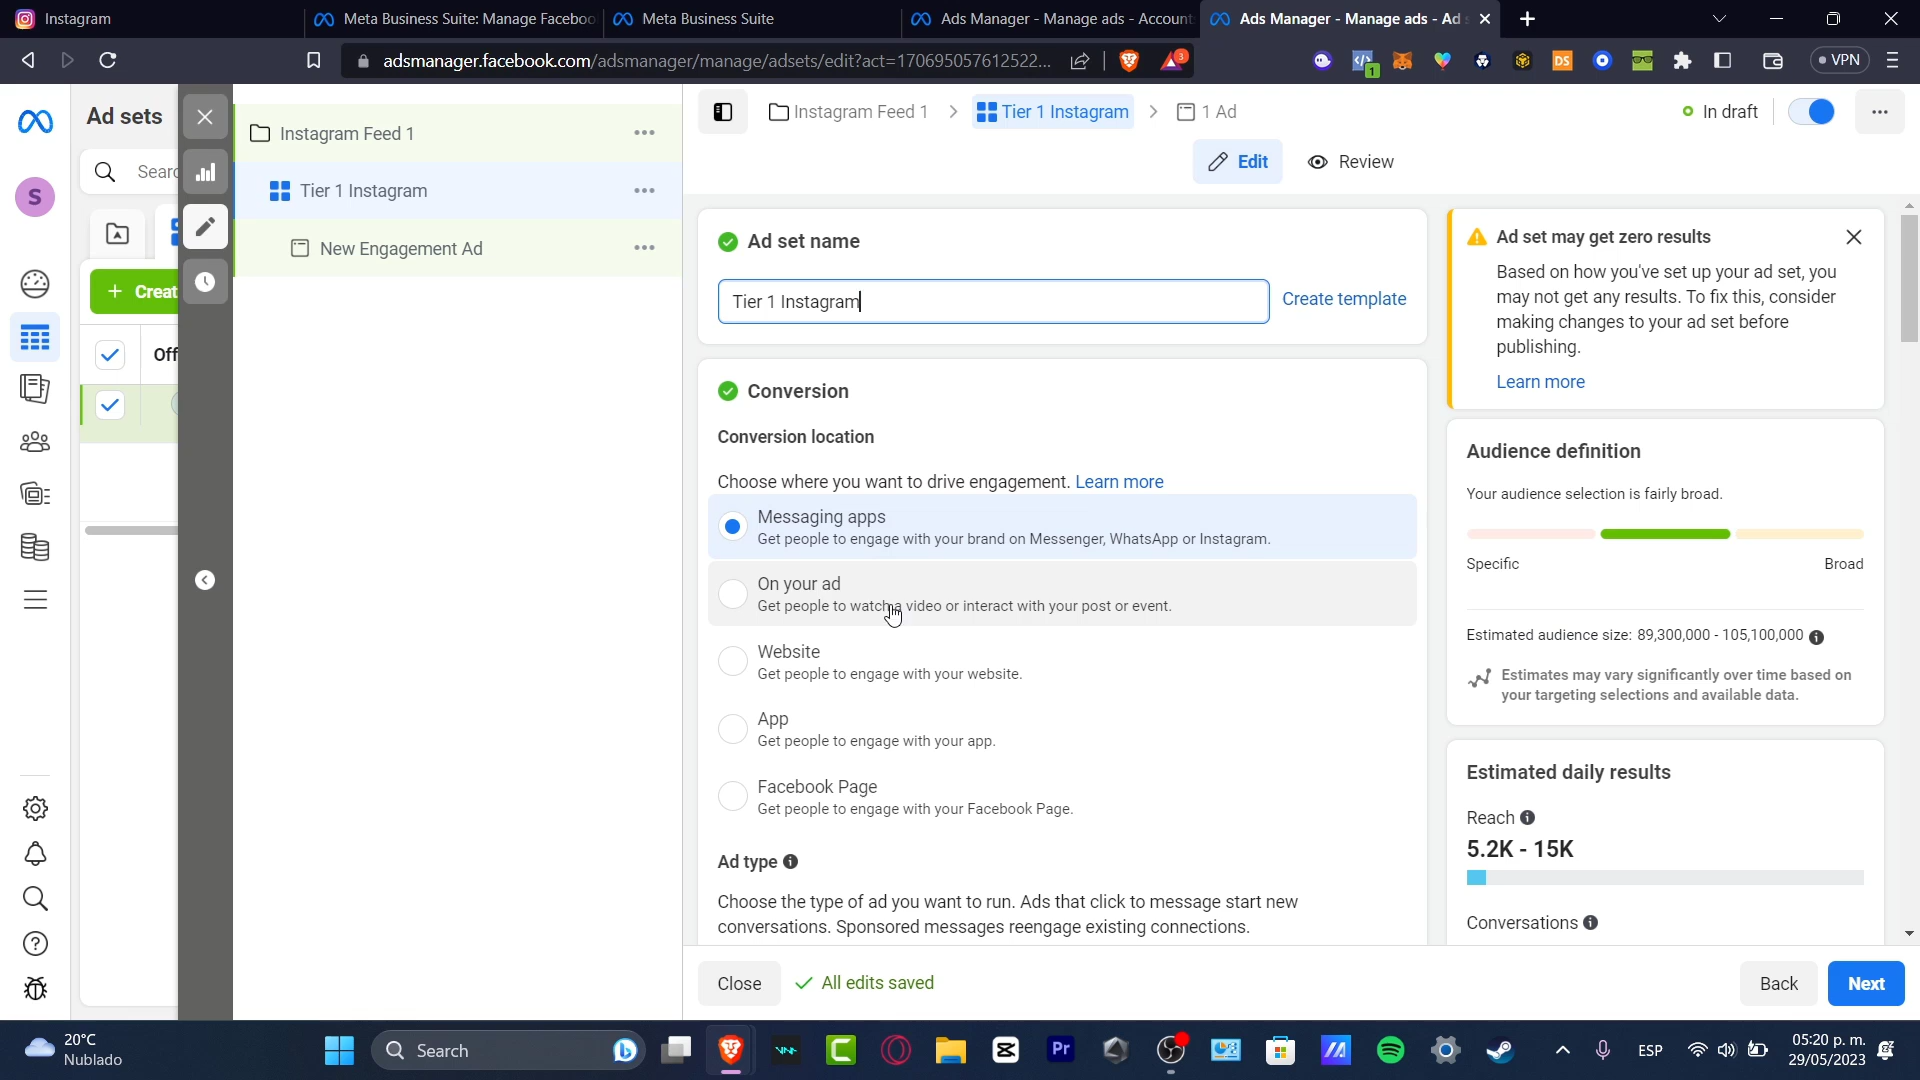 Instagram
Meta Business Suite: Manage Faceboo
Meta Business Suite
Ads Manager - Manage ads - Account
Ads Manager - Manage ads - Ad s
adsmanager.facebook.com/adsmanager/manage/adsets/edit?act=170695057612522...
3
1
DS
VPN
Ad sets
Instagram Feed 1
Instagram Feed 1
Tier 1 Instagram
1 Ad
In draft
S
Searc
Tier 1 Instagram
Edit
Review
New Engagement Ad
+ Creat
Off
Ad set name
Tier 1 Instagram
Create template
Conversion
Conversion location
Choose where you want to drive engagement. Learn more
Messaging apps
Get people to engage with your brand on Messenger, WhatsApp or Instagram.
On your ad
Get people to watch a video or interact with your post or event.
Website
Get people to engage with your website.
App
Get people to engage with your app.
Facebook Page
Get people to engage with your Facebook Page.
Ad type
Choose the type of ad you want to run. Ads that click to message start new
conversations. Sponsored messages reengage existing connections.
Ad set may get zero results
Based on how you've set up your ad set, you
may not get any results. To fix this, consider
making changes to your ad set before
publishing.
Learn more
Audience definition
Your audience selection is fairly broad.
Specific
Broad
Estimated audience size: 89,300,000 - 105,100,000
Estimates may vary significantly over time based on
your targeting selections and available data.
Estimated daily results
Reach
5.2K - 15K
Conversations
Close
All edits saved
Back
Next
20°C
Nublado
Search
Pr
ESP
05:20 p. m.
29/05/2023